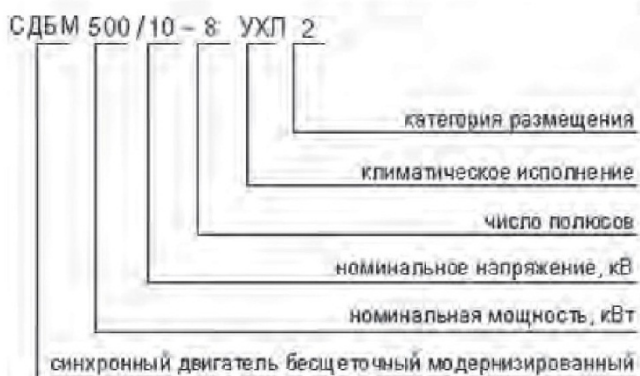 СДБМ 500/10 - 8 УХЛ 2
категория размещения
климатическое исполнение
число полюсов
номинальное напряжение, кВ
номинальная мощность, кВт
синхронный двигатель бесщеточный модернизированный